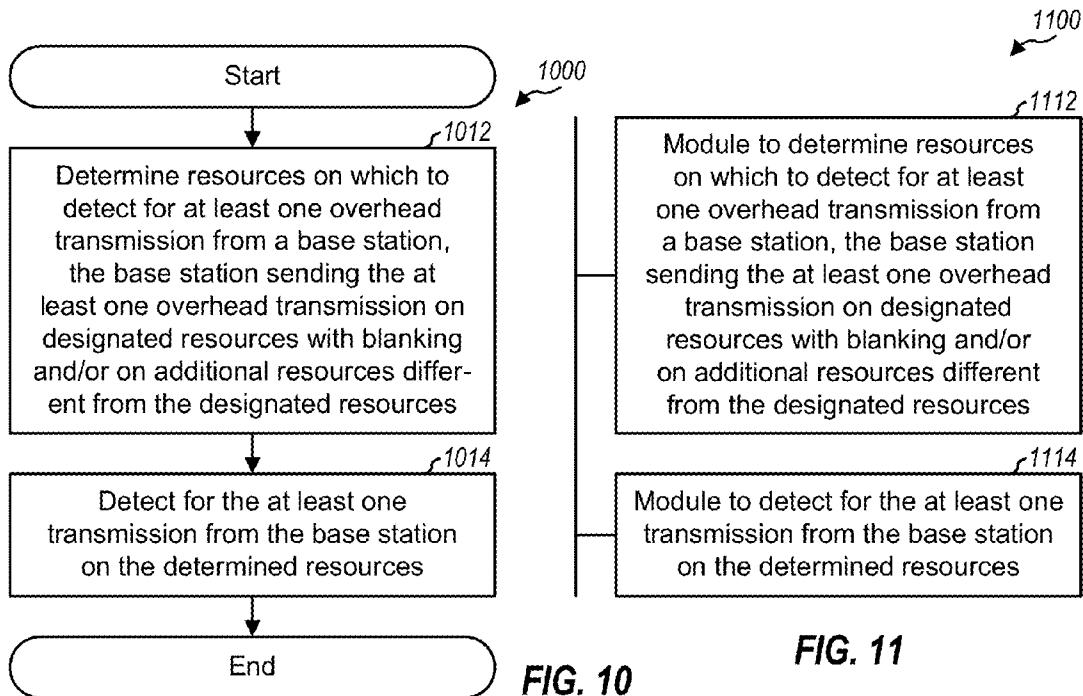 Start
1000
1012
Determine resources on which to
detect for at least one overhead
transmission from a base station,
the base station sending the at
least one overhead transmission on
designated resources with blanking
and/or on additional resources differ-
ent from the designated resources
1014
Detect for the at least one
transmission from the base station
on the determined resources
End
FIG. 10
1100
1112
Module to determine resources
on which to detect for at least
one overhead transmission from
a base station, the base station
sending the at least one overhead
transmission on designated
resources with blanking and/or
on additional resources different
from the designated resources
1114
Module to detect for the at least one
transmission from the base station
on the determined resources
FIG. 11